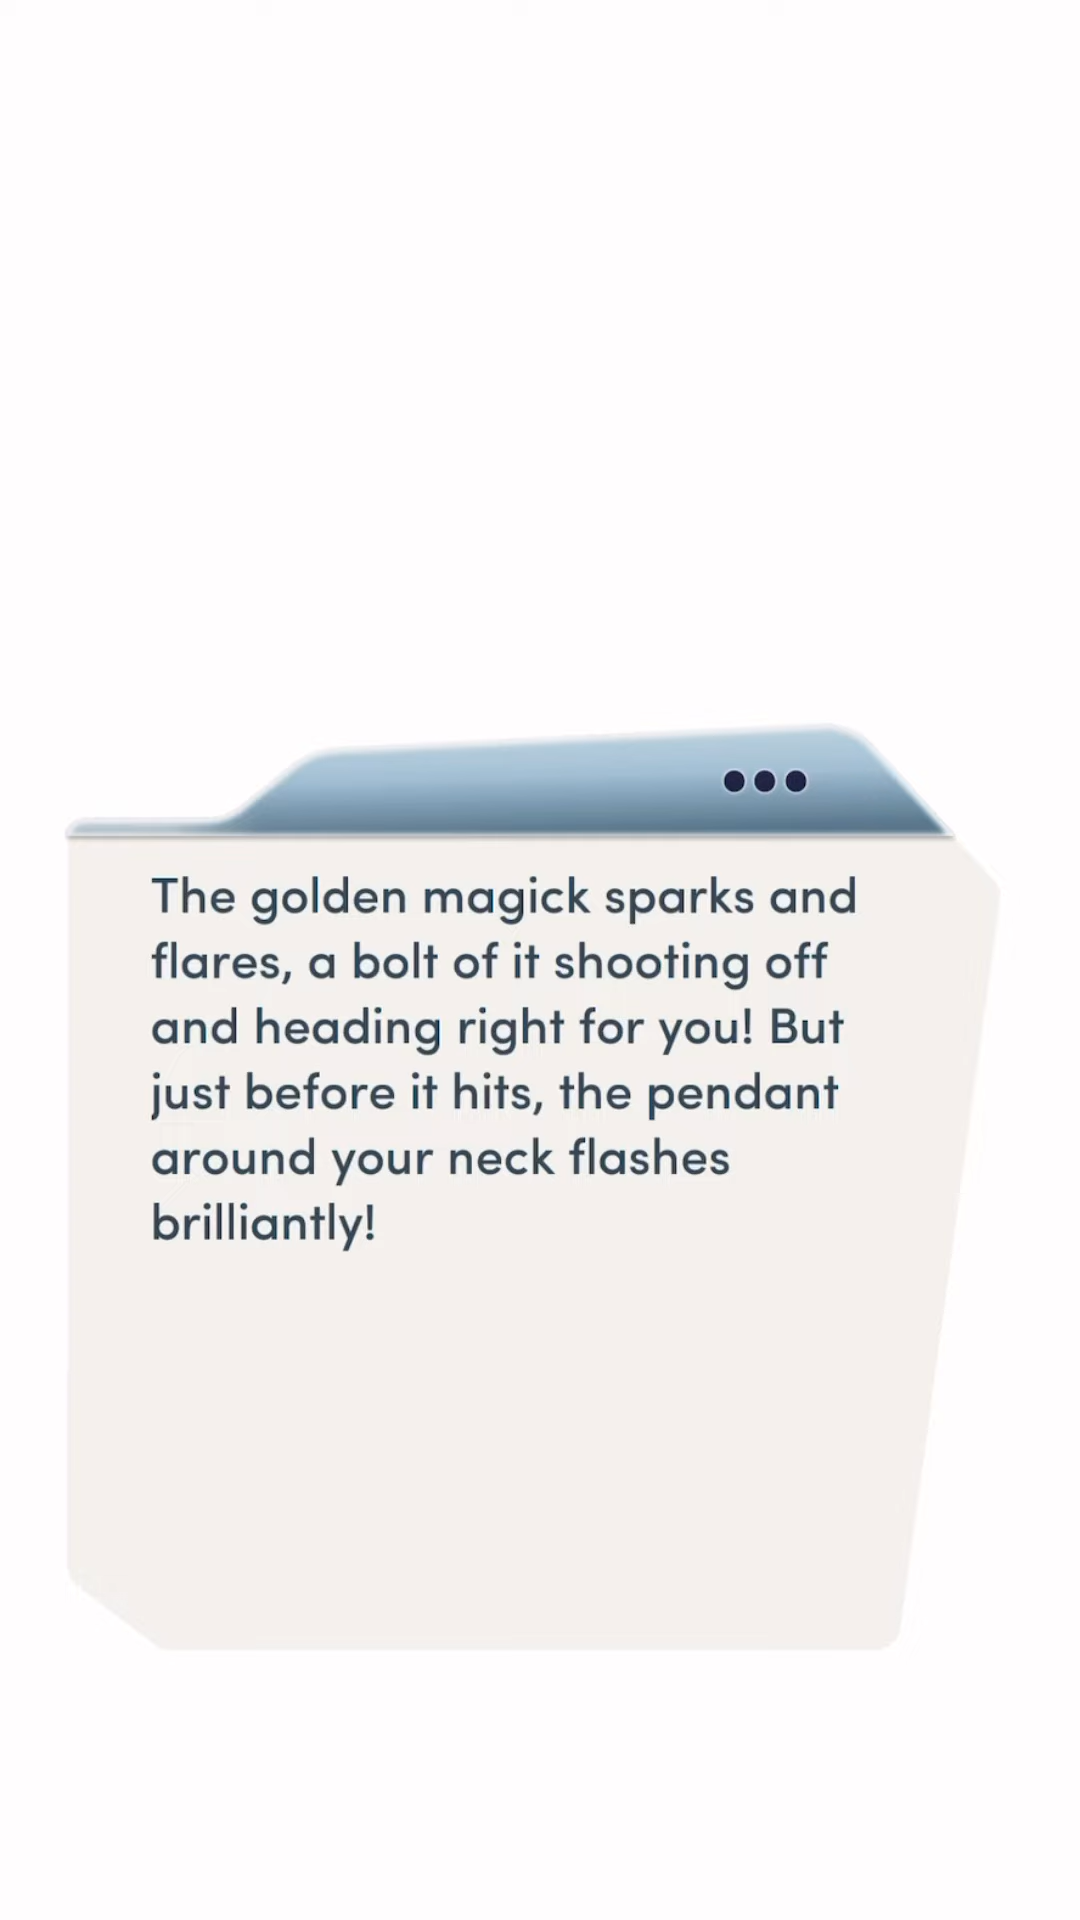 The golden magick sparks and
flares, a bolt of it shooting off
and heading right for you! But
just before it hits, the pendant
around your neck flashes
brilliantly!